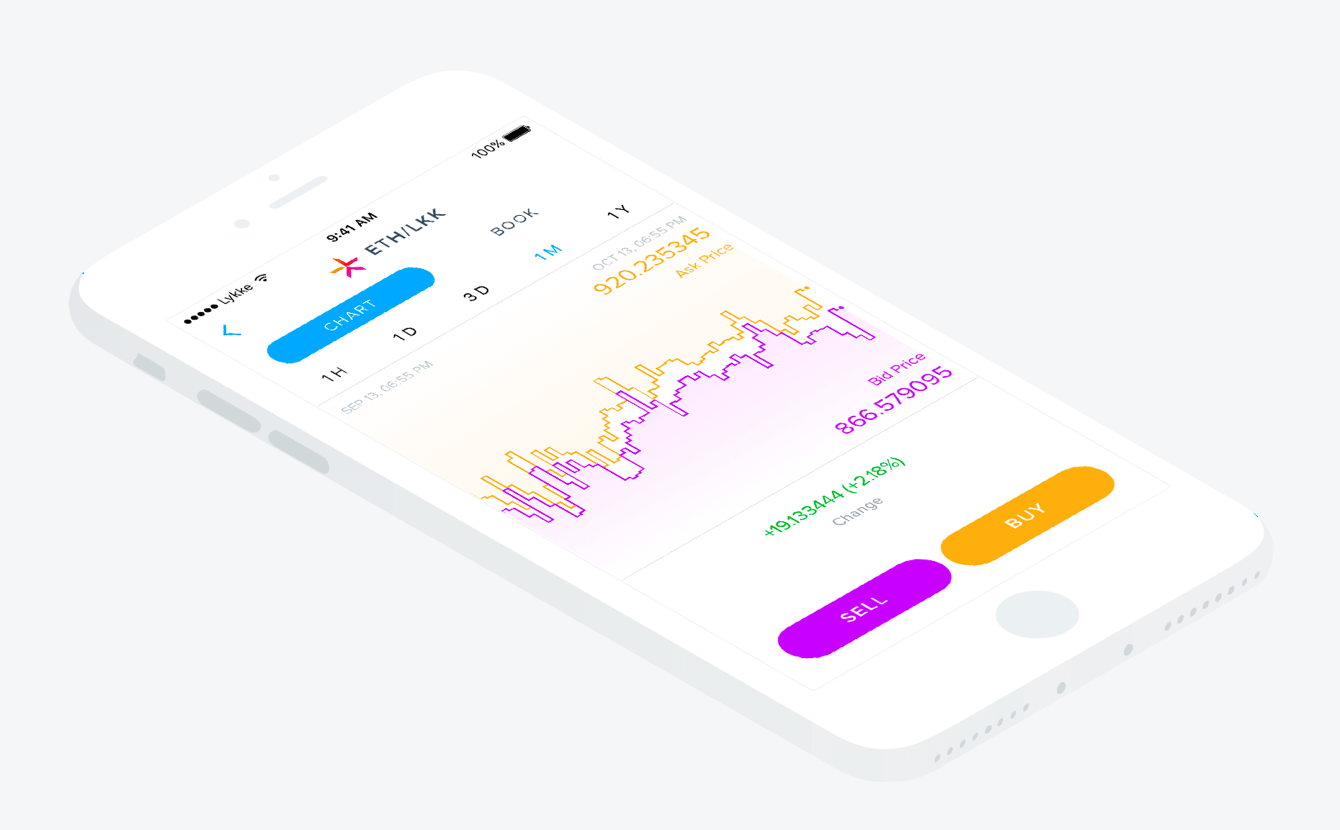 Lykke
9:41 AM
100%
ETH/LKK
CHART
BOOK
1 H
1 D
3 D
1 M
1 Y
SEP 13, 06:55 PM
OCT 13, 06:55 PM
920.235345
Ask Price
Bid Price
866.579095
+19.133444 (+2.18%)
Change
SELL
BUY